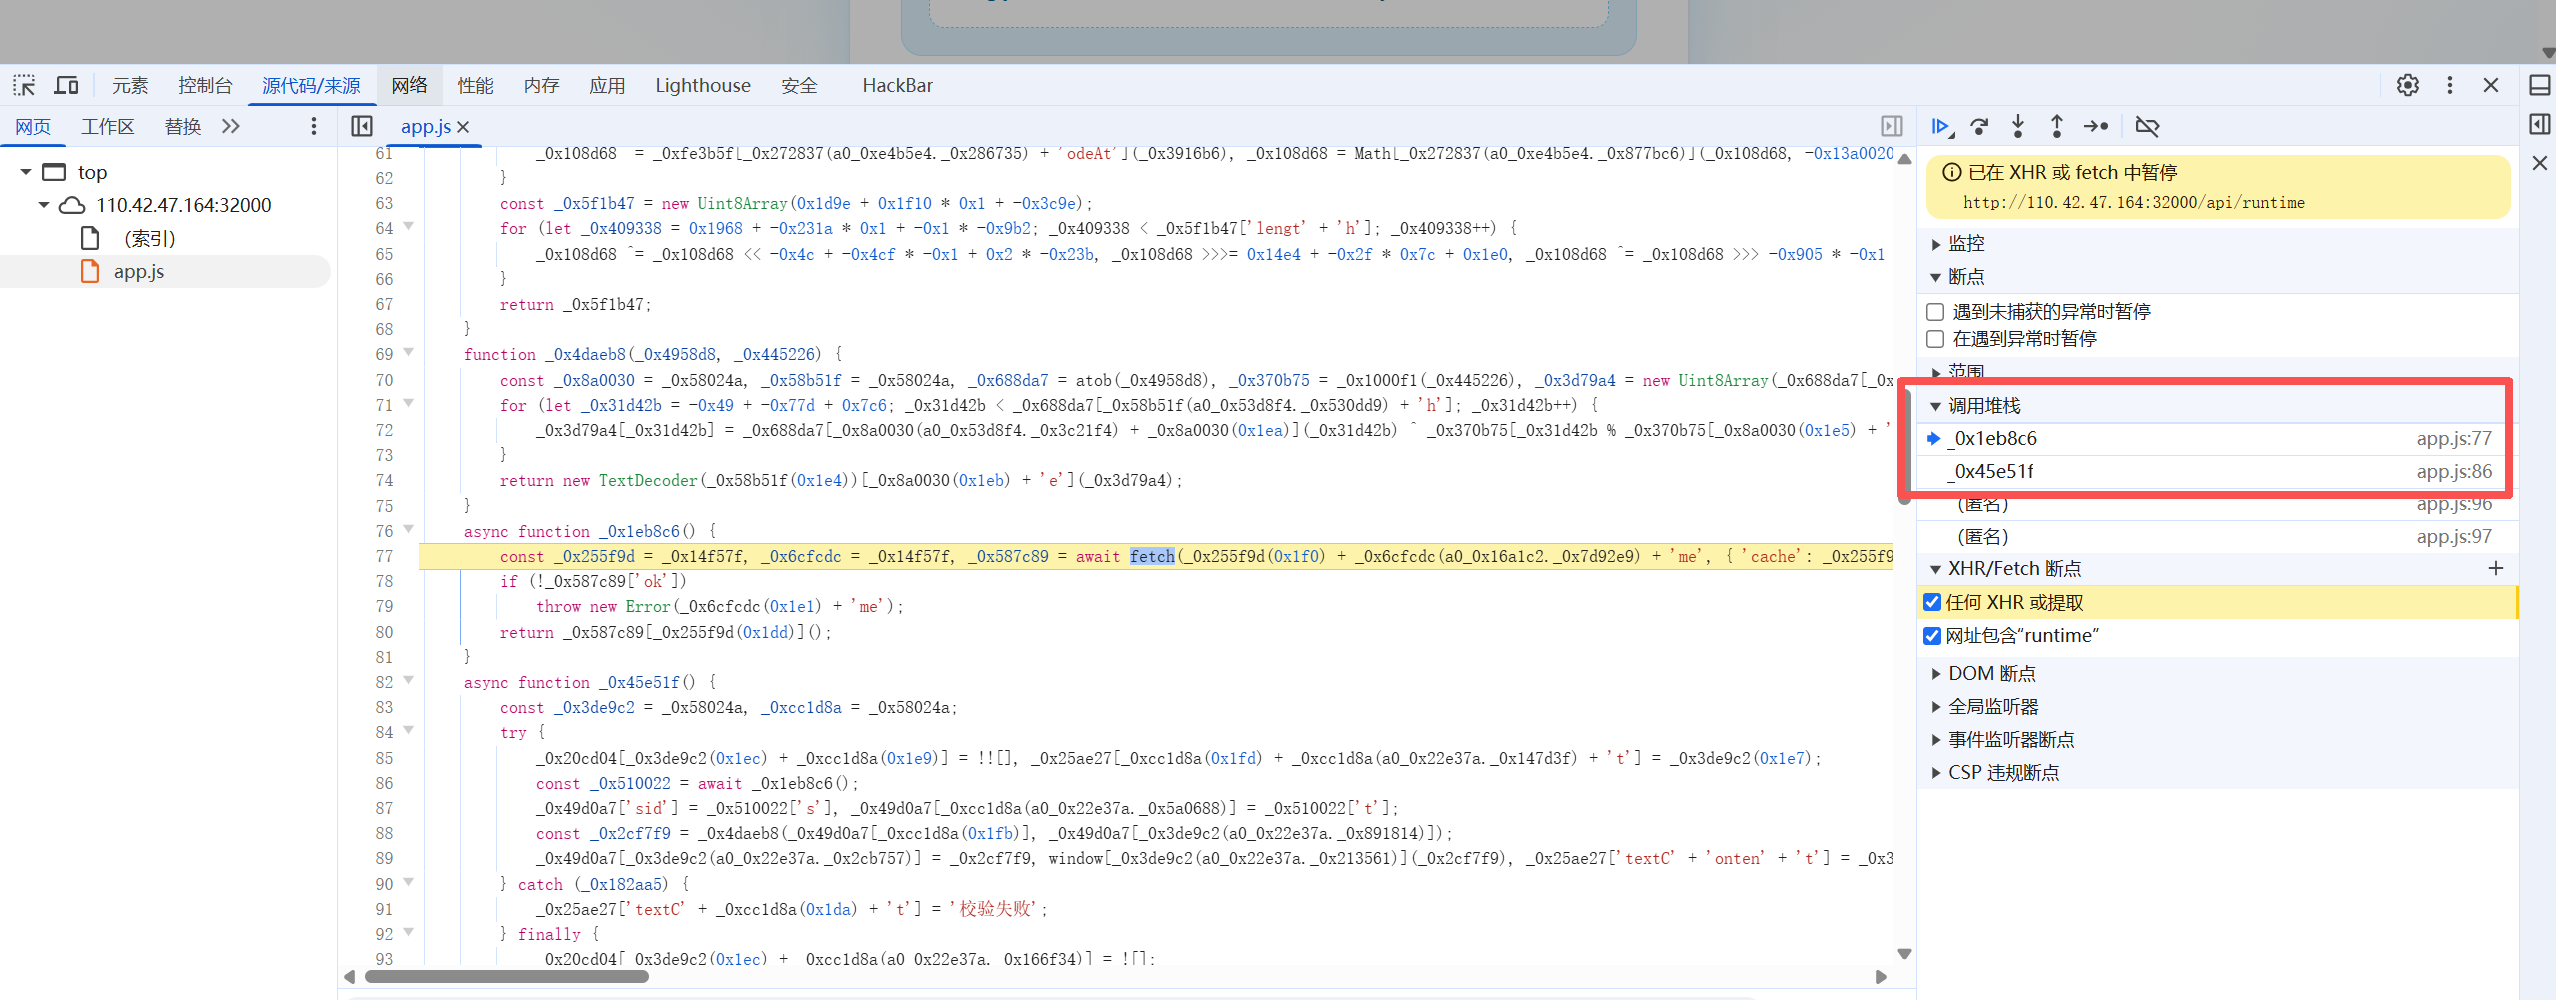 元素 控制台 源代码/来源 网络 性能 内存 应用 Lighthouse 安全 HackBar
网页 工作区 替换
app.js
top
110.42.47.164:32000
(索引)
app.js
61 _0x108d68 = _0xfe3b5f[_0x272837(a0_0xe4b5e4._0x286735) + 'odeAt'](_0x3916b6), _0x108d68 = Math[_0x272837(a0_0xe4b5e4._0x877bc6)](_0x108d68, -0x13a0020
62 }
63 const _0x5f1b47 = new Uint8Array(0x1d9e + 0x1f10 * 0x1 + -0x3c9e);
64 for (let _0x409338 = 0x1968 + -0x231a * 0x1 + -0x1 * -0x9b2; _0x409338 < _0x5f1b47['lengt' + 'h']; _0x409338++) {
65 _0x108d68 ^= _0x108d68 << -0x4c + -0x4cf * -0x1 + 0x2 * -0x23b, _0x108d68 >>>= 0x14e4 + -0x2f * 0x7c + 0x1e0, _0x108d68 ^= _0x108d68 >>> -0x905 * -0x1
66 }
67 return _0x5f1b47;
68 }
69 function _0x4daeb8(_0x4958d8, _0x445226) {
70 const _0x8a0030 = _0x58024a, _0x58b51f = _0x58024a, _0x688da7 = atob(_0x4958d8), _0x370b75 = _0x1000f1(_0x445226), _0x3d79a4 = new Uint8Array(_0x688da7[_0x
71 for (let _0x31d42b = -0x49 + -0x77d + 0x7c6; _0x31d42b < _0x688da7[_0x58b51f(a0_0x53d8f4._0x530dd9) + 'h']; _0x31d42b++) {
72 _0x3d79a4[_0x31d42b] = _0x688da7[_0x8a0030(a0_0x53d8f4._0x3c21f4) + _0x8a0030(0x1ea)](_0x31d42b) ^ _0x370b75[_0x31d42b % _0x370b75[_0x8a0030(0x1e5) + '
73 }
74 return new TextDecoder(_0x58b51f(0x1e4))[_0x8a0030(0x1eb) + 'e'](_0x3d79a4);
75 }
76 async function _0x1eb8c6() {
77 const _0x255f9d = _0x14f57f, _0x6cfcdc = _0x14f57f, _0x587c89 = await fetch(_0x255f9d(0x1f0) + _0x6cfcdc(a0_0x16a1c2._0x7d92e9) + 'me', { 'cache': _0x255f9
78 if (!_0x587c89['ok'])
79 throw new Error(_0x6cfcdc(0x1e1) + 'me');
80 return _0x587c89[_0x255f9d(0x1dd)]();
81 }
82 async function _0x45e51f() {
83 const _0x3de9c2 = _0x58024a, _0xcc1d8a = _0x58024a;
84 try {
85 _0x20cd04[_0x3de9c2(0x1ec) + _0xcc1d8a(0x1e9)] = !![], _0x25ae27[_0xcc1d8a(0x1fd) + _0xcc1d8a(a0_0x22e37a._0x147d3f) + 't'] = _0x3de9c2(0x1e7);
86 const _0x510022 = await _0x1eb8c6();
87 _0x49d0a7['sid'] = _0x510022['s'], _0x49d0a7[_0xcc1d8a(a0_0x22e37a._0x5a0688)] = _0x510022['t'];
88 const _0x2cf7f9 = _0x4daeb8(_0x49d0a7[_0xcc1d8a(0x1fb)], _0x49d0a7[_0x3de9c2(a0_0x22e37a._0x891814)]);
89 _0x49d0a7[_0x3de9c2(a0_0x22e37a._0x2cb757)] = _0x2cf7f9, window[_0x3de9c2(a0_0x22e37a._0x213561)](_0x2cf7f9), _0x25ae27['textC' + 'onten' + 't'] = _0x3
90 } catch (_0x182aa5) {
91 _0x25ae27['textC' + _0xcc1d8a(0x1da) + 't'] = '校验失败';
92 } finally {
93 _0x20cd04[_0x3de9c2(0x1ec) + _0xcc1d8a(a0_0x22e37a._0x166f34)] = ![];
已在 XHR 或 fetch 中暂停
http://110.42.47.164:32000/api/runtime
监控
断点
遇到未捕获的异常时暂停
在遇到异常时暂停
范围
调用堆栈
_0x1eb8c6 app.js:77
_0x45e51f app.js:86
(匿名) app.js:96
(匿名) app.js:97
XHR/Fetch 断点
任何 XHR 或提取
网址包含“runtime”
DOM 断点
全局监听器
事件监听器断点
CSP 违规断点